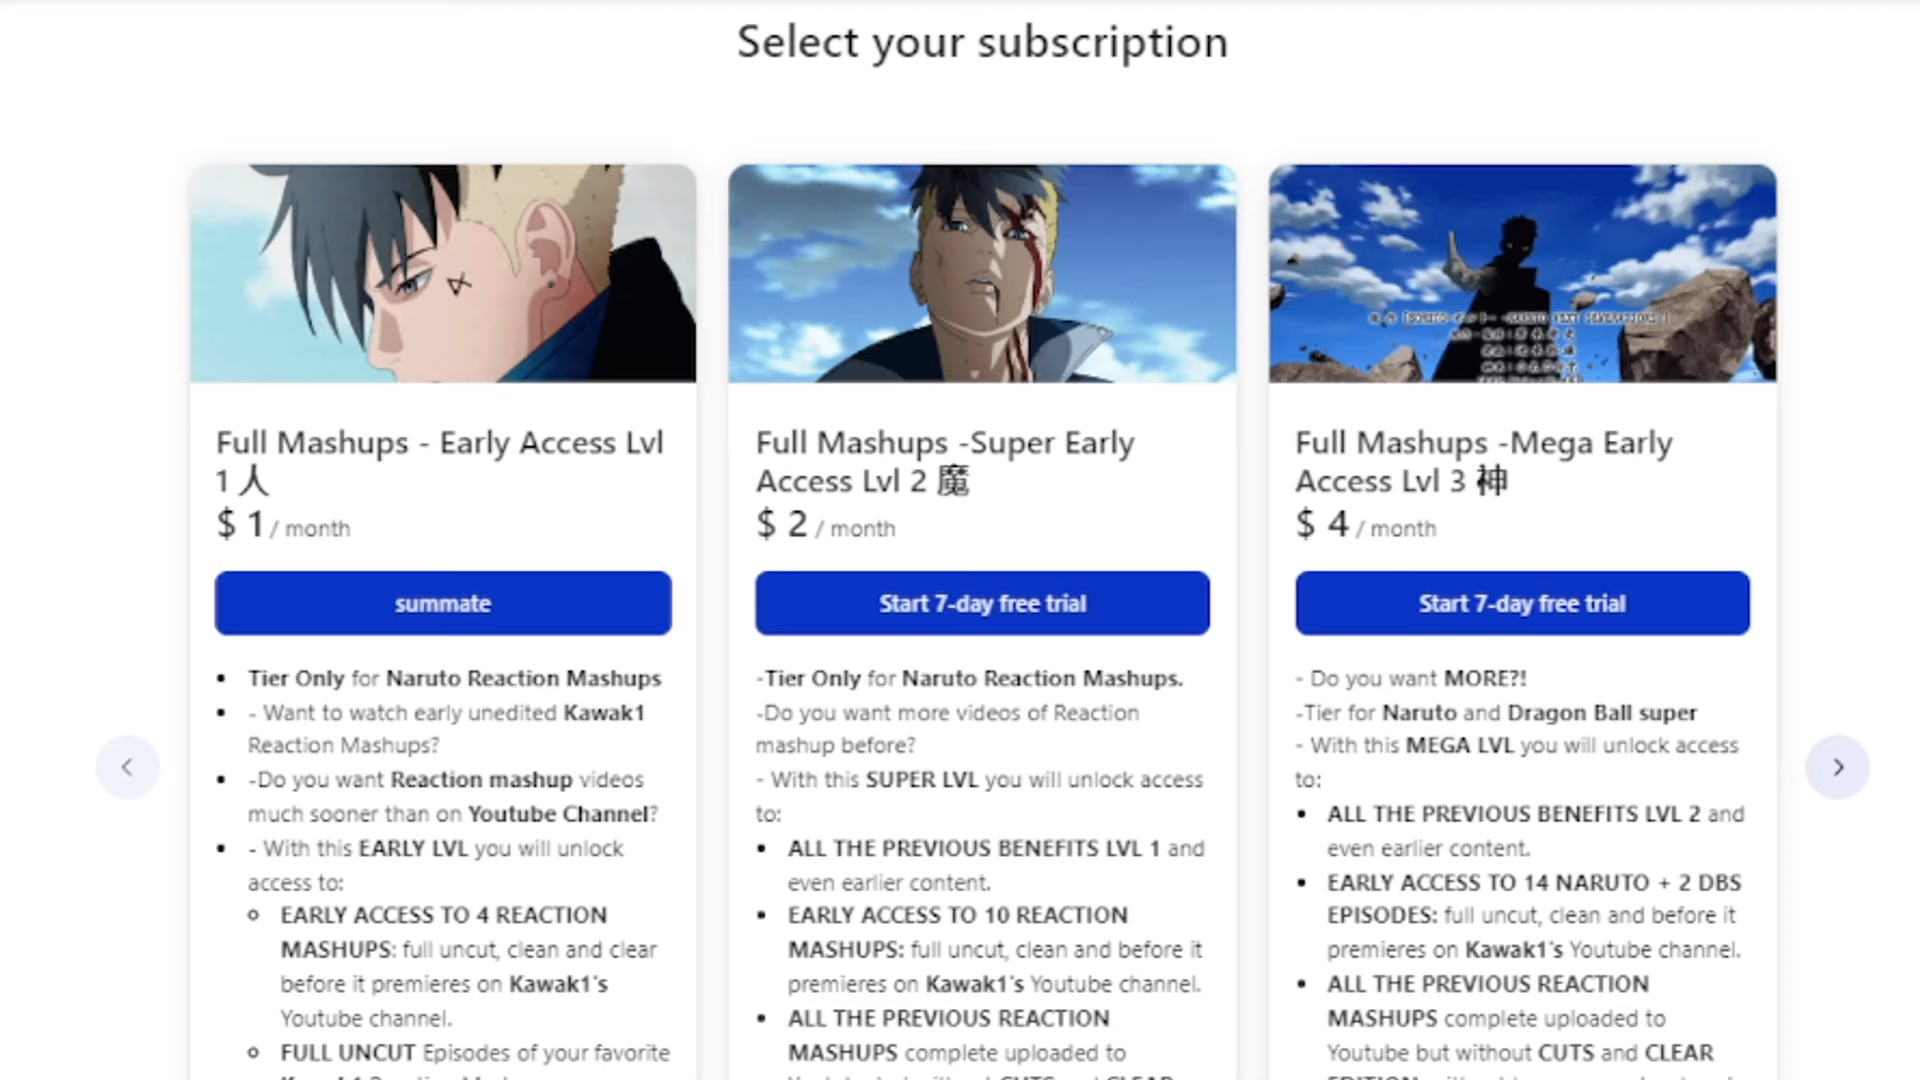 Select your subscription
Full Mashups - Early Access Lvl
1 人
$ 1 / month
summate
• Tier Only for Naruto Reaction Mashups
• - Want to watch early unedited Kawak1
Reaction Mashups?
• -Do you want Reaction mashup videos
much sooner than on Youtube Channel?
• - With this EARLY LVL you will unlock
access to:
○ EARLY ACCESS TO 4 REACTION
MASHUPS: full uncut, clean and clear
before it premieres on Kawak1's
Youtube channel.
○ FULL UNCUT Episodes of your favorite
Full Mashups -Super Early
Access Lvl 2 魔
$ 2 / month
Start 7-day free trial
-Tier Only for Naruto Reaction Mashups.
-Do you want more videos of Reaction
mashup before?
- With this SUPER LVL you will unlock access
to:
• ALL THE PREVIOUS BENEFITS LVL 1 and
even earlier content.
• EARLY ACCESS TO 10 REACTION
MASHUPS: full uncut, clean and before it
premieres on Kawak1's Youtube channel.
• ALL THE PREVIOUS REACTION
MASHUPS complete uploaded to
Full Mashups -Mega Early
Access Lvl 3 神
$ 4 / month
Start 7-day free trial
- Do you want MORE?!
-Tier for Naruto and Dragon Ball super
- With this MEGA LVL you will unlock access
to:
• ALL THE PREVIOUS BENEFITS LVL 2 and
even earlier content.
• EARLY ACCESS TO 14 NARUTO + 2 DBS
EPISODES: full uncut, clean and before it
premieres on Kawak1's Youtube channel.
• ALL THE PREVIOUS REACTION
MASHUPS complete uploaded to
Youtube but without CUTS and CLEAR